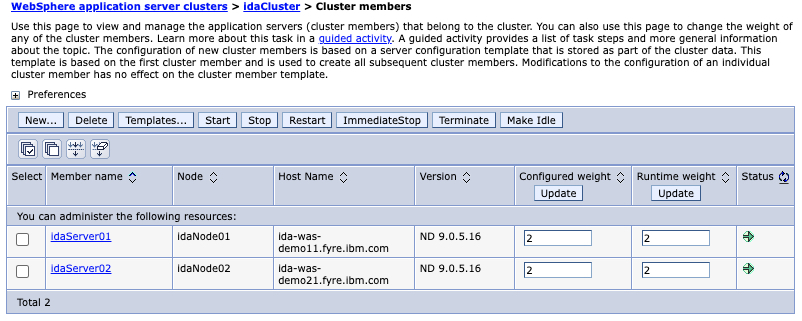 WebSphere application server clusters > idaCluster > Cluster members
Use this page to view and manage the application servers (cluster members) that belong to the cluster. You can also use this page to change the weight of
any of the cluster members. Learn more about this task in a guided activity. A guided activity provides a list of task steps and more general information
about the topic. The configuration of new cluster members is based on a server configuration template that is stored as part of the cluster data. This
template is based on the first cluster member and is used to create all subsequent cluster members. Modifications to the configuration of an individual
cluster member has no effect on the cluster member template.
Preferences
New... Delete Templates... Start Stop Restart ImmediateStop Terminate Make Idle
Select Member name Node Host Name Version Configured weight Runtime weight Status
Update Update
You can administer the following resources:
idaServer01 idaNode01 ida-was- ND 9.0.5.16 2 2
demo11.fyre.ibm.com
idaServer02 idaNode02 ida-was- ND 9.0.5.16 2 2
demo21.fyre.ibm.com
Total 2